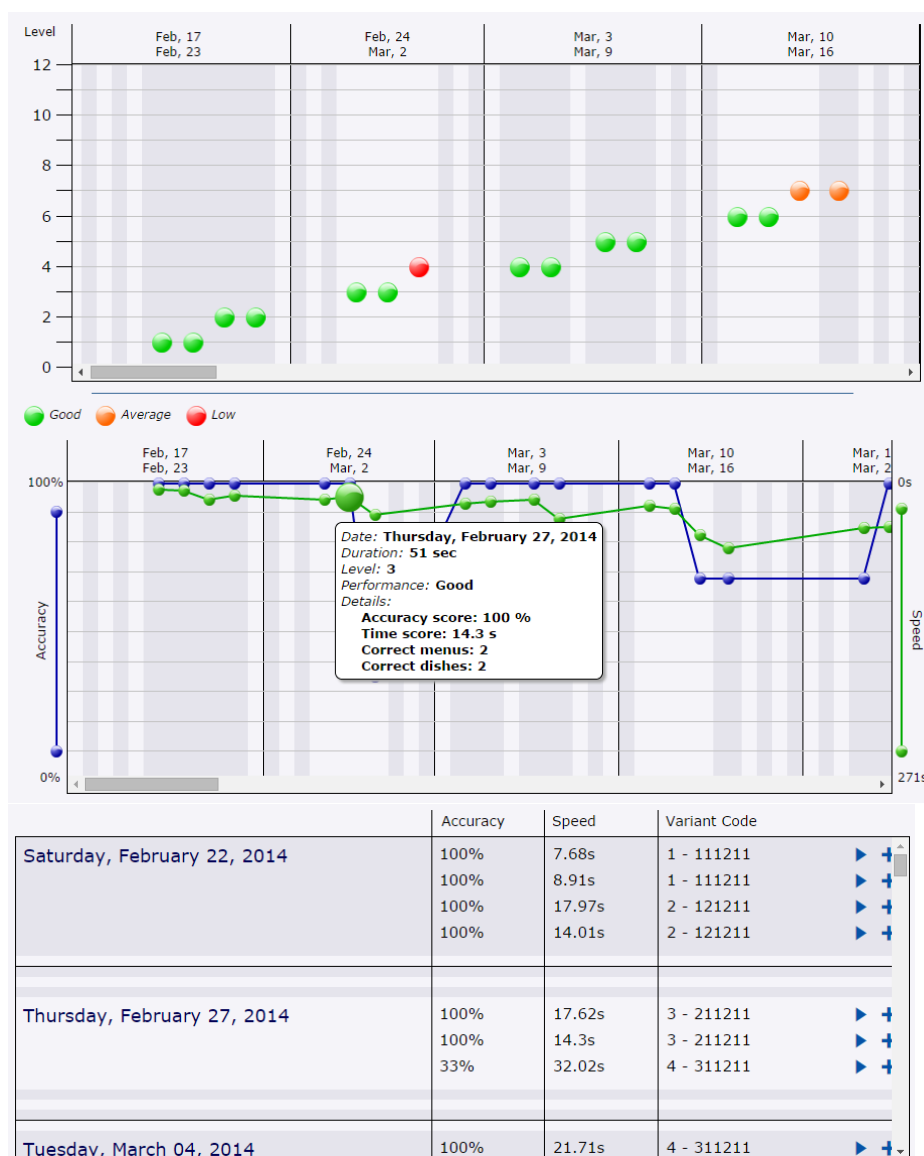 Level
Feb, 17
Feb, 23
Feb, 24
Mar, 2
Mar, 3
Mar, 9
Mar, 10
Mar, 16
12
10
8
6
4
2
0
Good Average Low
Feb, 17
Feb, 23
Feb, 24
Mar, 2
Mar, 3
Mar, 9
Mar, 10
Mar, 16
Mar, 1
Mar, 2
100%
0s
Accuracy
Speed
0%
271s
Date: Thursday, February 27, 2014
Duration: 51 sec
Level: 3
Performance: Good
Details:
Accuracy score: 100 %
Time score: 14.3 s
Correct menus: 2
Correct dishes: 2
Accuracy Speed Variant Code
Saturday, February 22, 2014 100% 7.68s 1 - 111211
100% 8.91s 1 - 111211
100% 17.97s 2 - 121211
100% 14.01s 2 - 121211
Thursday, February 27, 2014 100% 17.62s 3 - 211211
100% 14.3s 3 - 211211
33% 32.02s 4 - 311211
Tuesday, March 04, 2014 100% 21.71s 4 - 311211